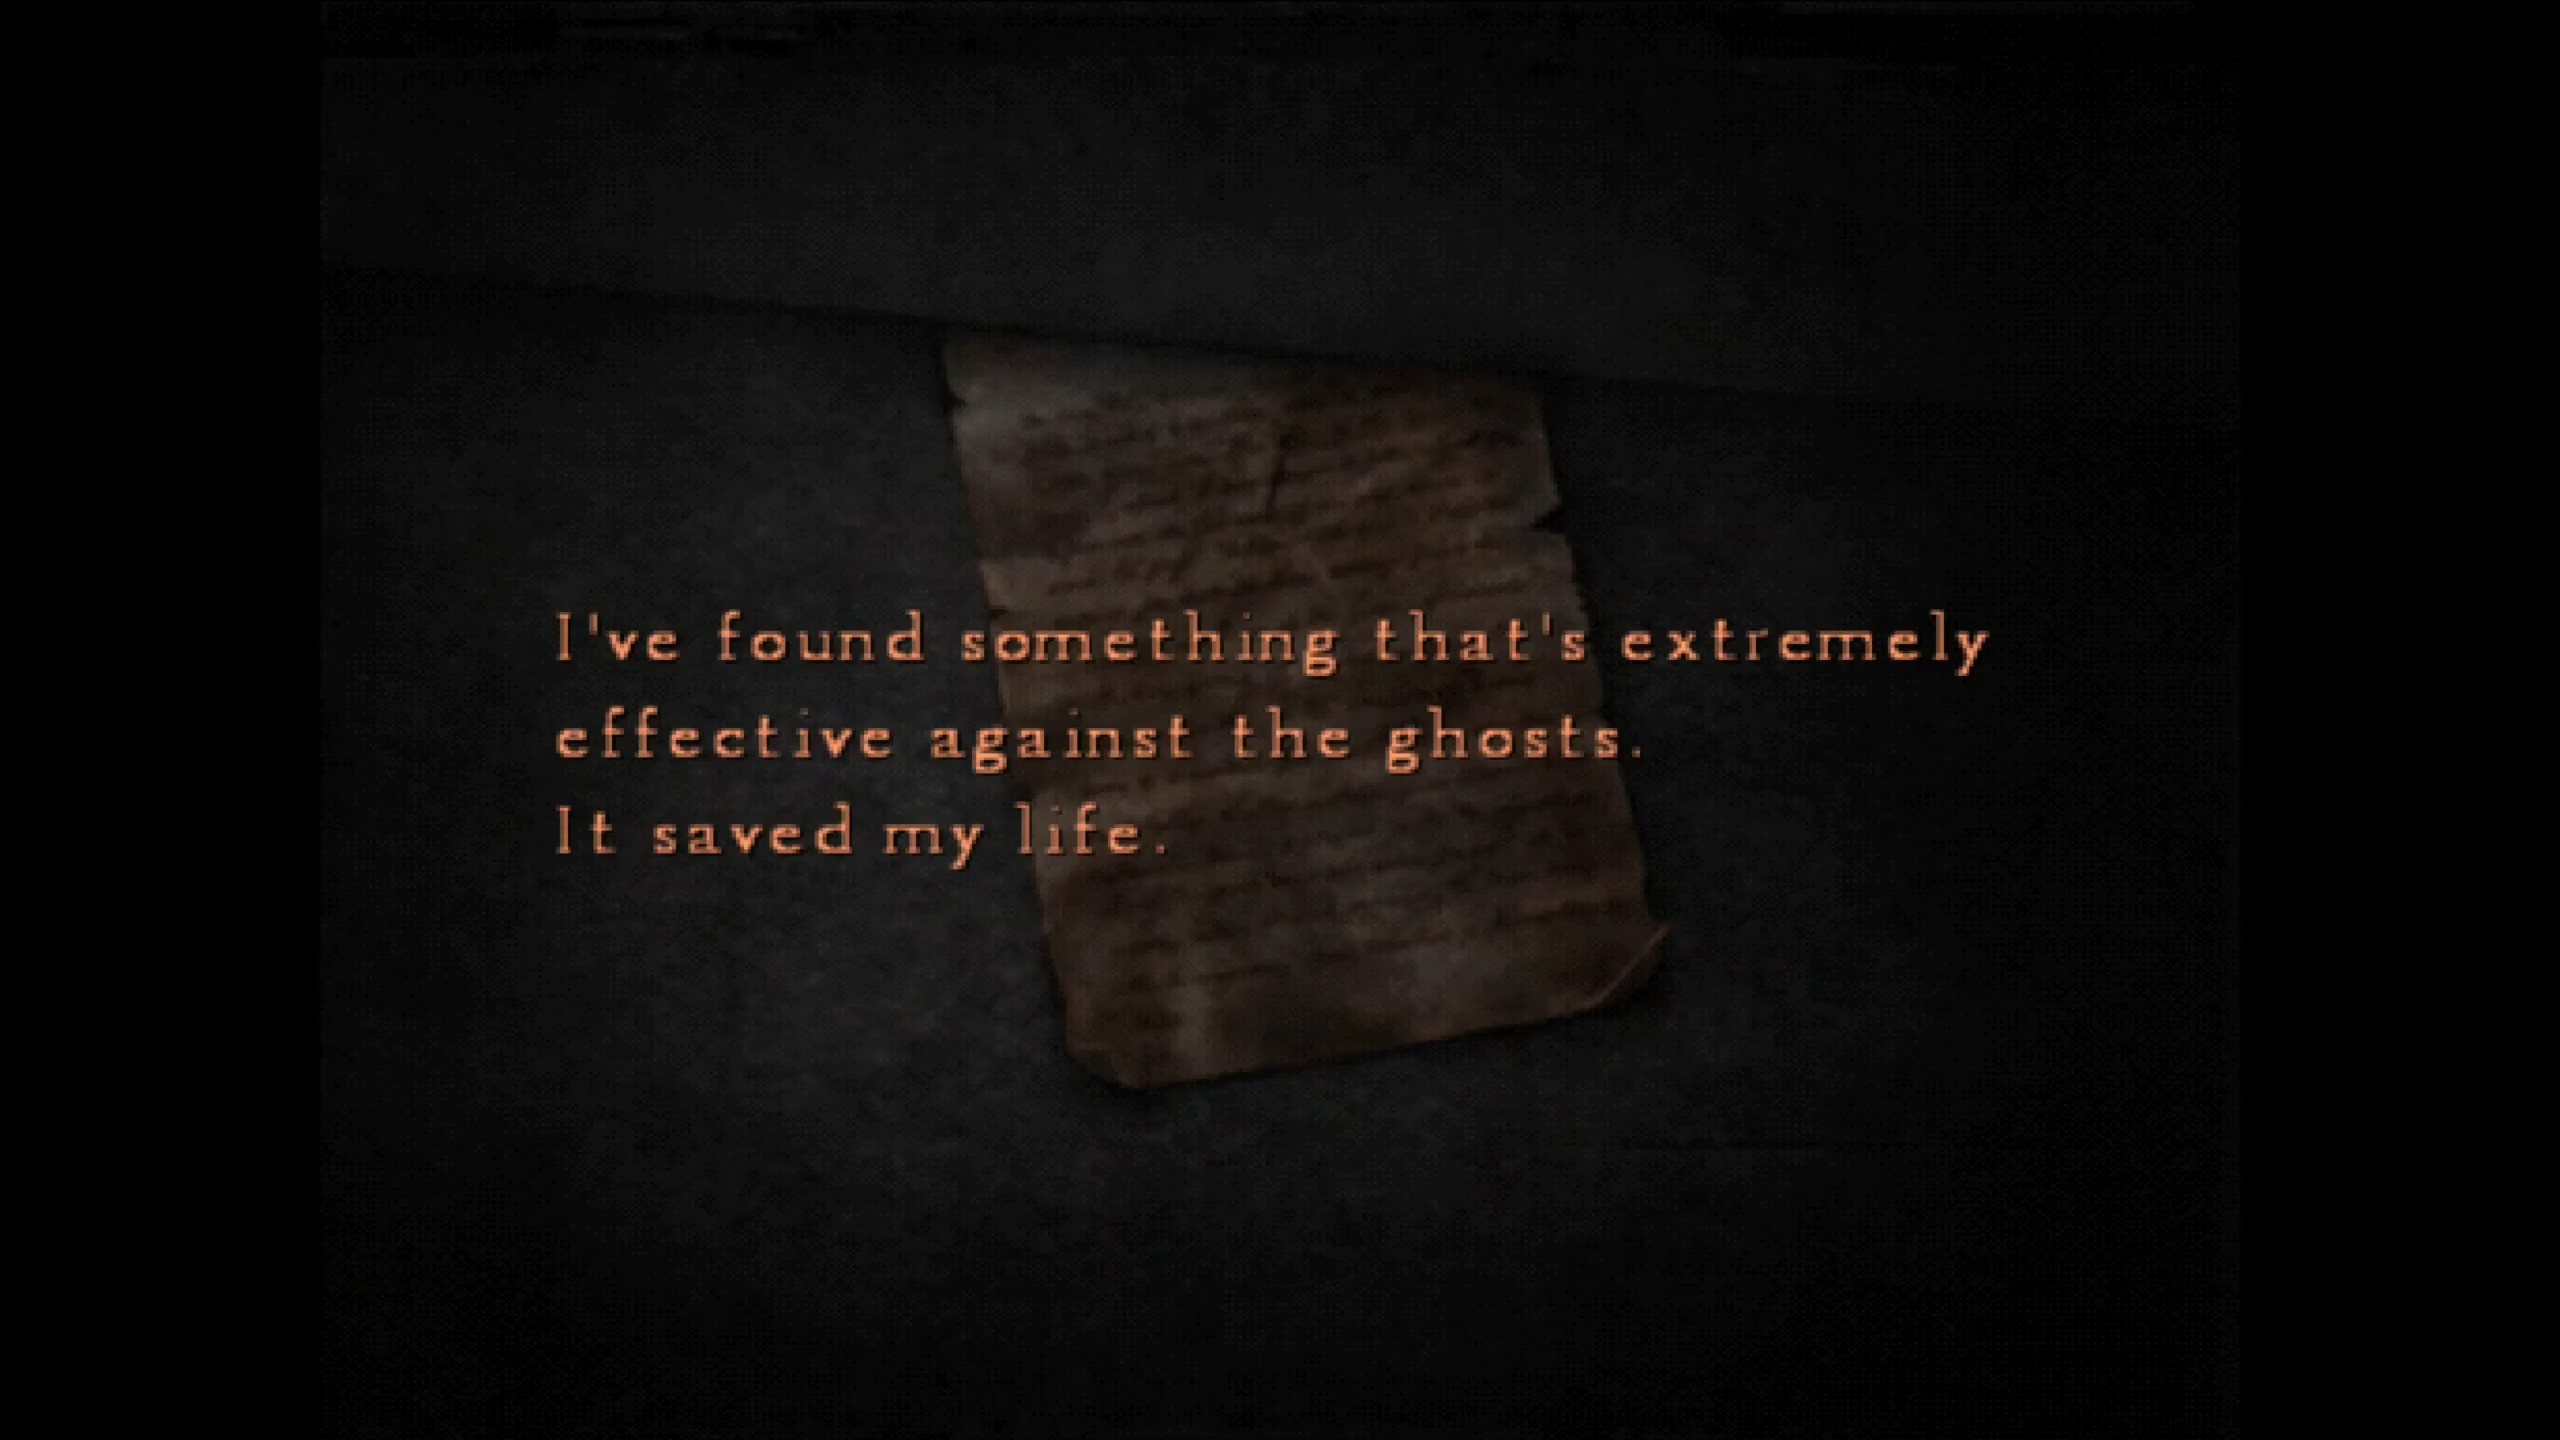 I've found something that's extremely
effective against the ghosts.
It saved my life.